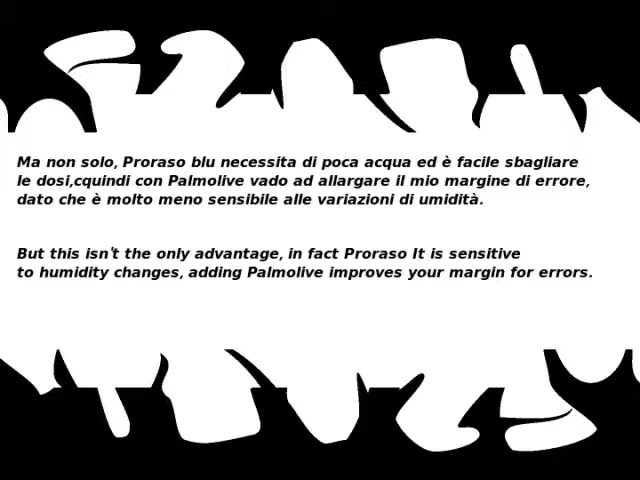 Ma non solo, Proraso blu necessita di poca acqua ed è facile sbagliare
le dosi,cquindi con Palmolive vado ad allargare il mio margine di errore,
dato che è molto meno sensibile alle variazioni di umidità.
But this isn't the only advantage, in fact Proraso It is sensitive
to humidity changes, adding Palmolive improves your margin for errors.